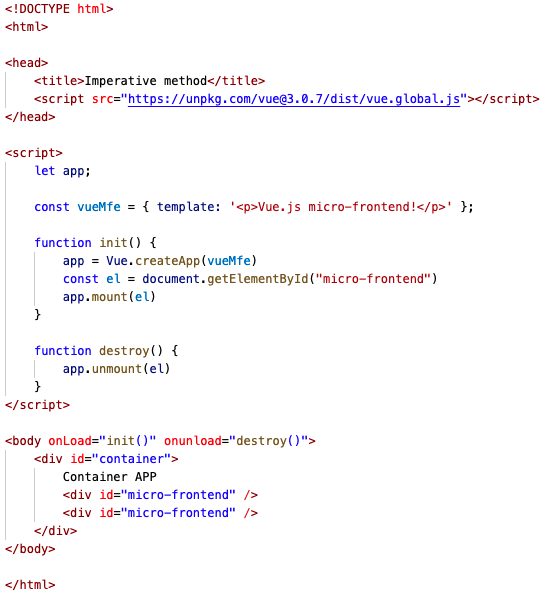 <!DOCTYPE html>
<html>
<head>
<title>Imperative method</title>
<script src="https://unpkg.com/vue@3.0.7/dist/vue.global.js"></script>
</head>
<script>
let app;
const vueMfe = { template: '<p>Vue.js micro-frontend!</p>' };
function init() {
app = Vue.createApp(vueMfe)
const el = document.getElementById("micro-frontend")
app.mount(el)
}
function destroy() {
app.unmount(el)
}
</script>
<body onLoad="init()" onunload="destroy()">
<div id="container">
Container APP
<div id="micro-frontend" />
<div id="micro-frontend" />
</div>
</body>
</html>